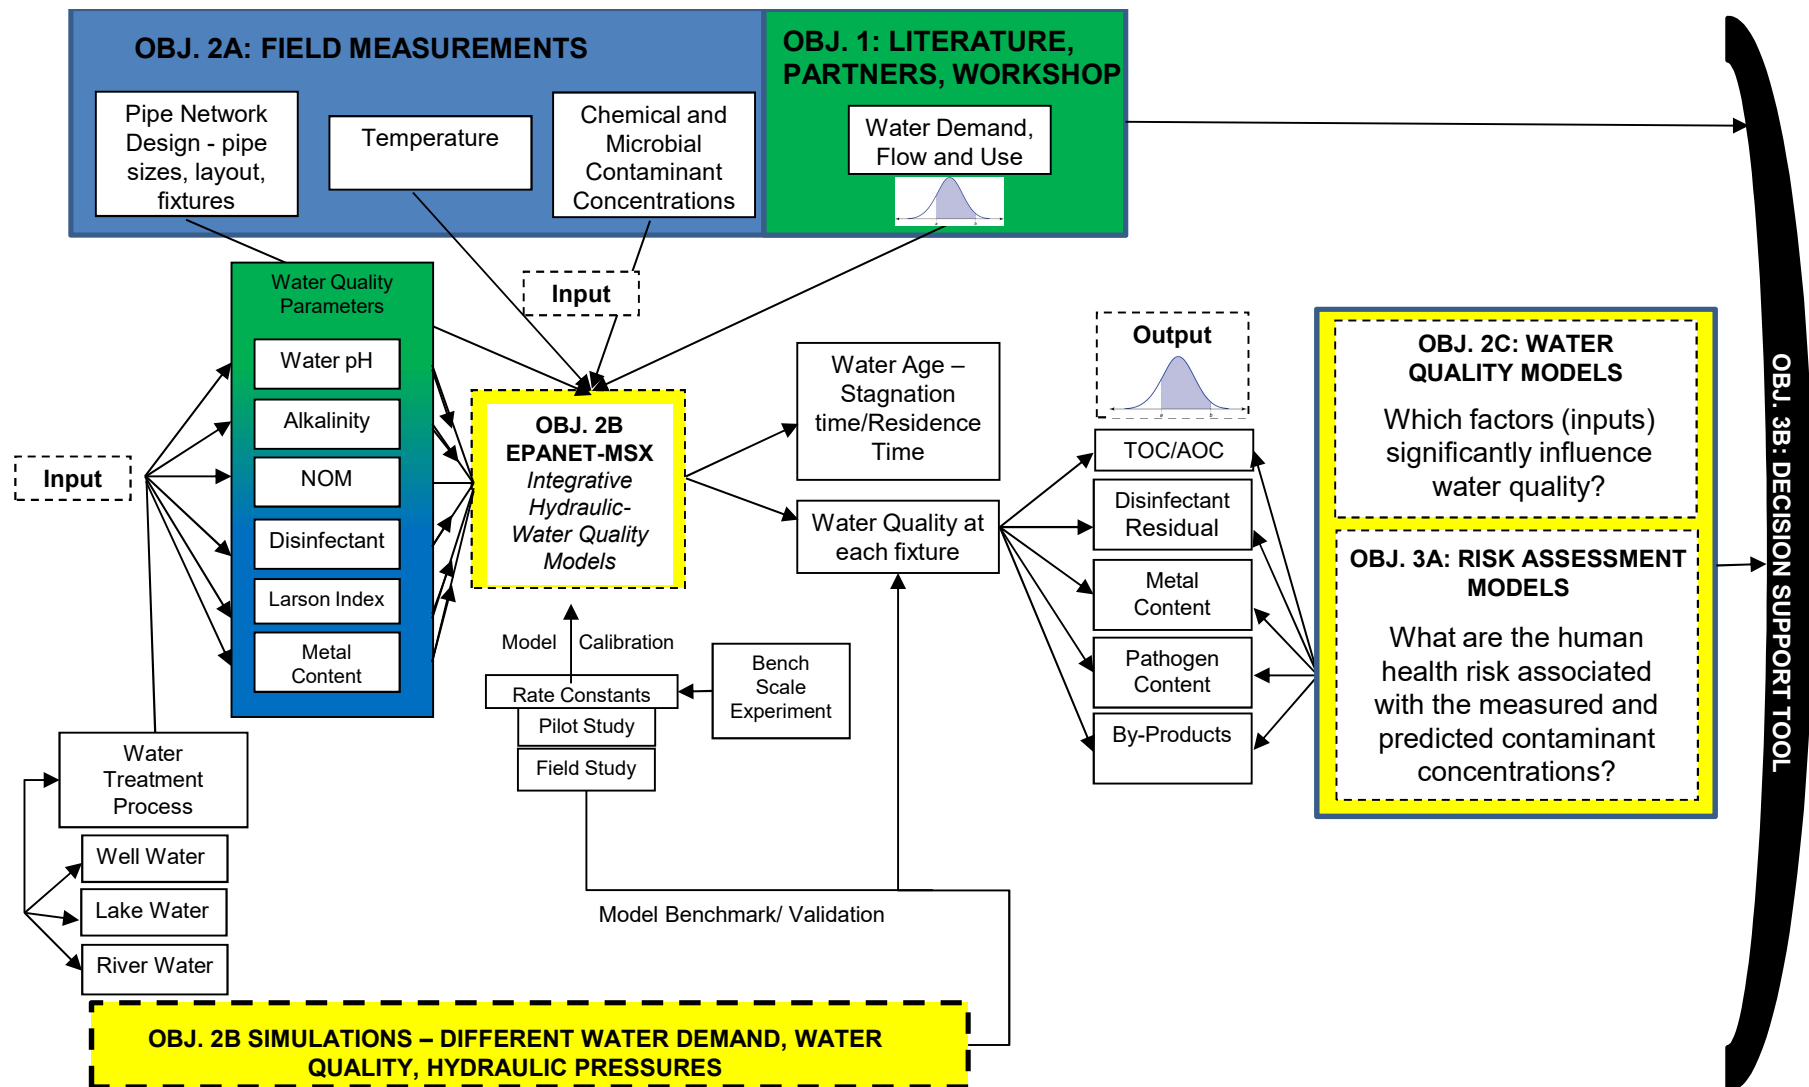 OBJ. 2A: FIELD MEASUREMENTS
Pipe Network
Design - pipe
sizes, layout,
fixtures
Temperature
Chemical and
Microbial
Contaminant
Concentrations
OBJ. 1: LITERATURE,
PARTNERS, WORKSHOP
Water Demand,
Flow and Use
Input
Water Quality
Parameters
Water pH
Alkalinity
NOM
Disinfectant
Larson Index
Metal
Content
Input
OBJ. 2B
EPANET-MSX
Integrative
Hydraulic-
Water Quality
Models
Model Calibration
Rate Constants
Pilot Study
Field Study
Bench
Scale
Experiment
Water Age –
Stagnation
time/Residence
Time
Water Quality at
each fixture
Output
TOC/AOC
Disinfectant
Residual
Metal
Content
Pathogen
Content
By-Products
OBJ. 2C: WATER
QUALITY MODELS
Which factors (inputs)
significantly influence
water quality?
OBJ. 3A: RISK ASSESSMENT
MODELS
What are the human
health risk associated
with the measured and
predicted contaminant
concentrations?
OBJ. 3B: DECISION SUPPORT TOOL
Water
Treatment
Process
Well Water
Lake Water
River Water
Model Benchmark/ Validation
OBJ. 2B SIMULATIONS – DIFFERENT WATER DEMAND, WATER
QUALITY, HYDRAULIC PRESSURES